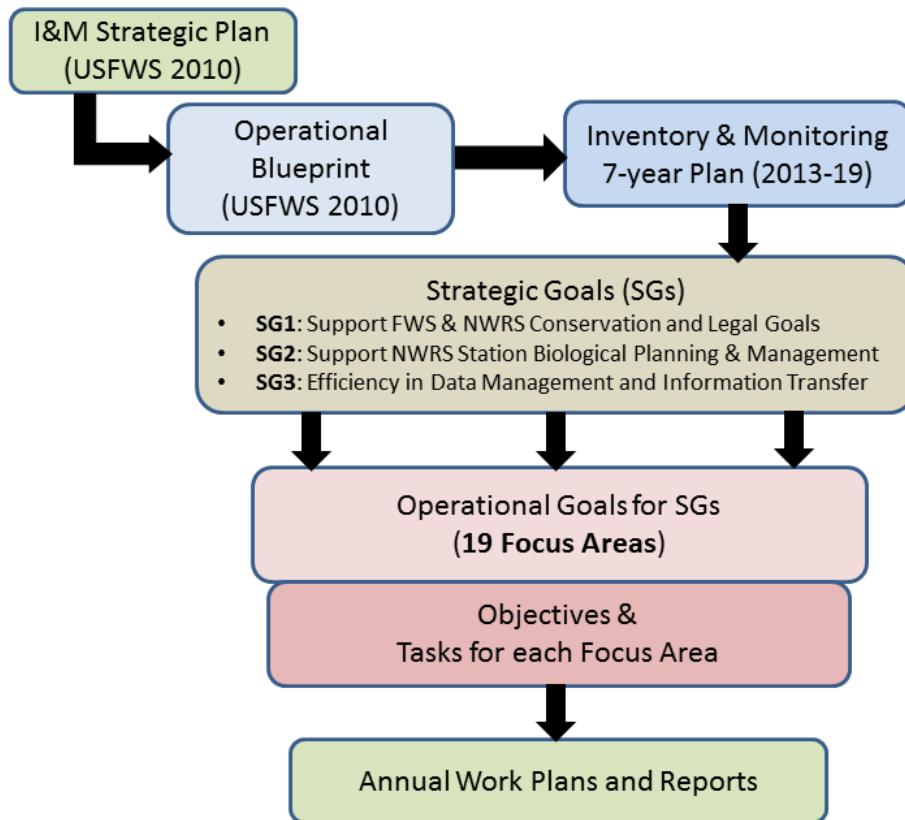 I&M Strategic Plan
(USFWS 2010)
Operational
Blueprint
(USFWS 2010)
Inventory & Monitoring
7-year Plan (2013-19)
Strategic Goals (SGs)
• SG1: Support FWS & NWRS Conservation and Legal Goals
• SG2: Support NWRS Station Biological Planning & Management
• SG3: Efficiency in Data Management and Information Transfer
Operational Goals for SGs
(19 Focus Areas)
Objectives &
Tasks for each Focus Area
Annual Work Plans and Reports